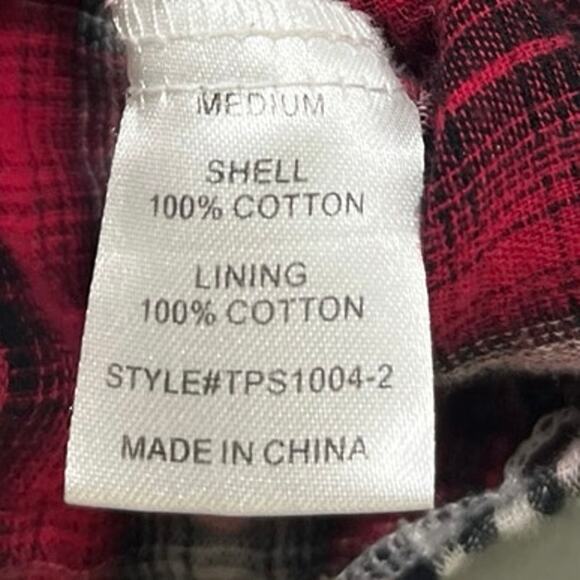 MEDIUM
SHELL
100% COTTON
LINING
100% COTTON
STYLE#TPS1004-2
MADE IN CHINA